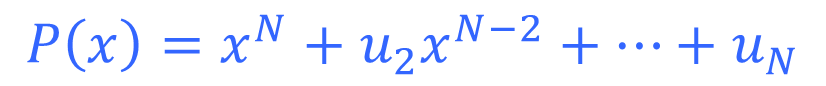 P(x) = x^N + u_2x^{N-2} + ⋯ + u_N